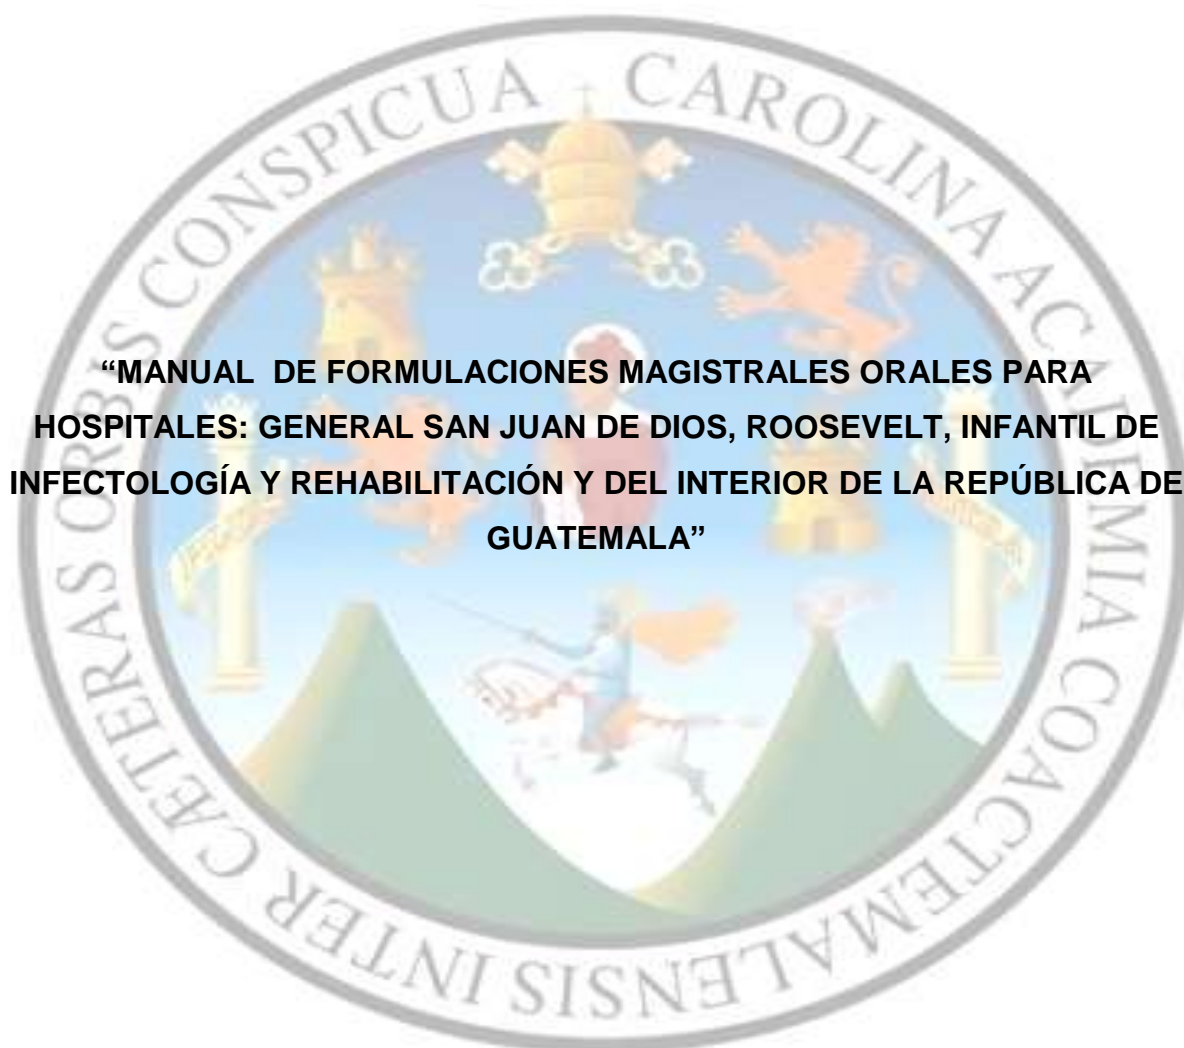 CÆTERAS ORBIS CONSPICUA CAROLINA ACADEMIA COACTEMALENSIS INTER
“MANUAL DE FORMULACIONES MAGISTRALES ORALES PARA
HOSPITALES: GENERAL SAN JUAN DE DIOS, ROOSEVELT, INFANTIL DE
INFECTOLOGÍA Y REHABILITACIÓN Y DEL INTERIOR DE LA REPÚBLICA DE
GUATEMALA”